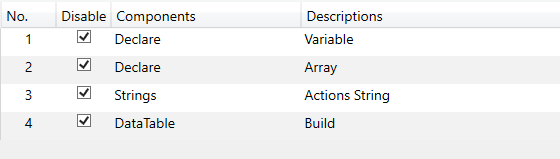 No. Disable Components Descriptions
1 Declare Variable
2 Declare Array
3 Strings Actions String
4 DataTable Build